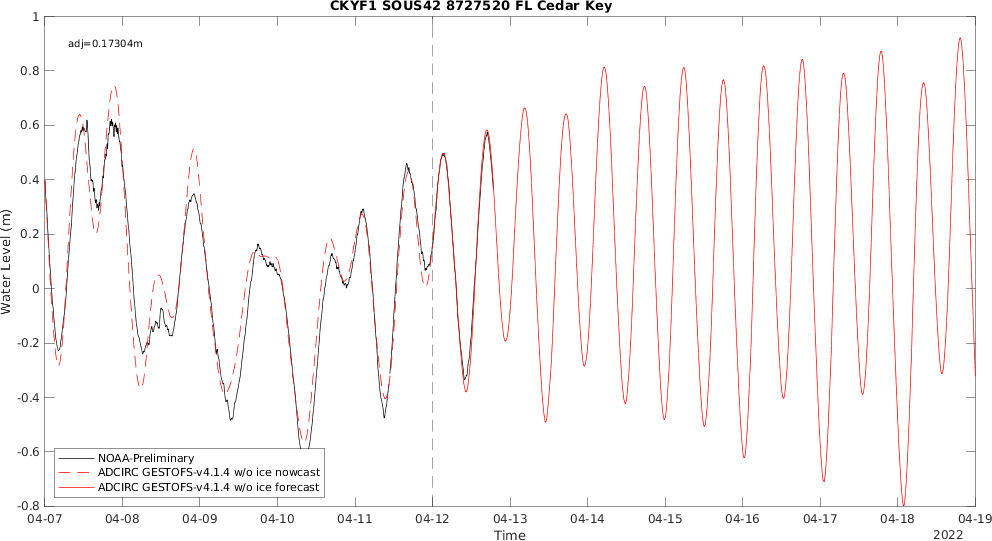 CKYF1 SOUS42 8727520 FL Cedar Key
adj=0.17304m
1
0.8
0.6
0.4
0.2
0
-0.2
-0.4
-0.6
-0.8
Water Level (m)
NOAA-Preliminary
ADCIRC GESTOFS-v4.1.4 w/o ice nowcast
ADCIRC GESTOFS-v4.1.4 w/o ice forecast
04-07 04-08 04-09 04-10 04-11 04-12 04-13 04-14 04-15 04-16 04-17 04-18 04-19
Time
2022